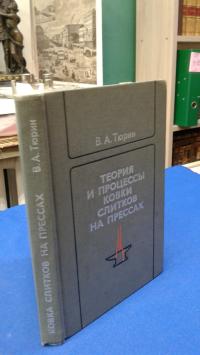 В.А.Тюрин
ТЕОРИЯ
И ПРОЦЕССЫ
КОВКИ
СЛИТКОВ
НА ПРЕССАХ
В.А.Тюрин
КОВКА СЛИТКОВ НА ПРЕССАХ